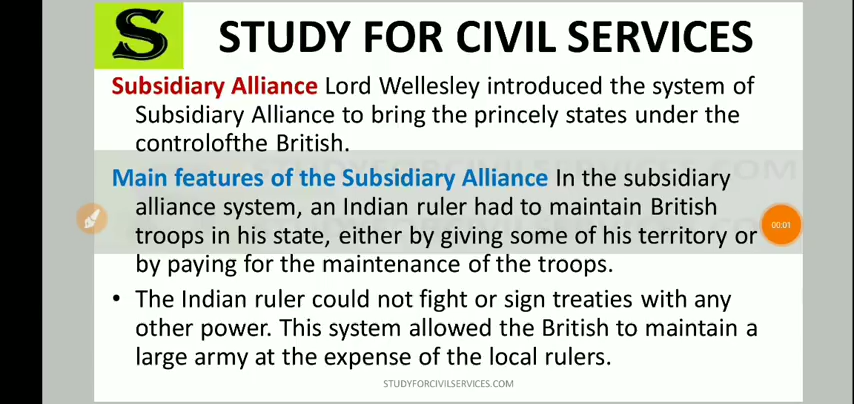 S STUDY FOR CIVIL SERVICES
Subsidiary Alliance Lord Wellesley introduced the system of
Subsidiary Alliance to bring the princely states under the
controlofthe British.
Main features of the Subsidiary Alliance In the subsidiary
alliance system, an Indian ruler had to maintain British
troops in his state, either by giving some of his territory or
00:01
by paying for the maintenance of the troops.
• The Indian ruler could not fight or sign treaties with any
other power. This system allowed the British to maintain a
large army at the expense of the local rulers.
STUDYFORCIVILSERVICES.COM